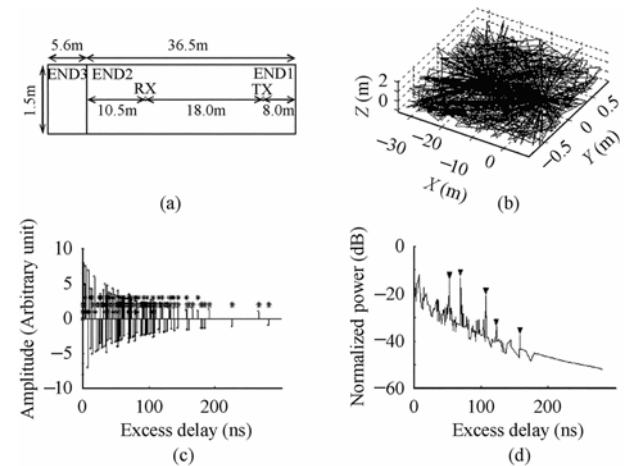 (a)
5.6m
36.5m
END3
END2
END1
1.5m
RX
TX
10.5m
18.0m
8.0m
(a)
Z (m)
2
0
−30
−20
−10
0
X (m)
−0.5
0
0.5
Y (m)
(b)
Amplitude (Arbitrary unit)
10
5
0
−5
−10
0
100
200
Excess delay (ns)
(c)
Normalized power (dB)
0
−20
−40
−60
0
100
200
Excess delay (ns)
(d)